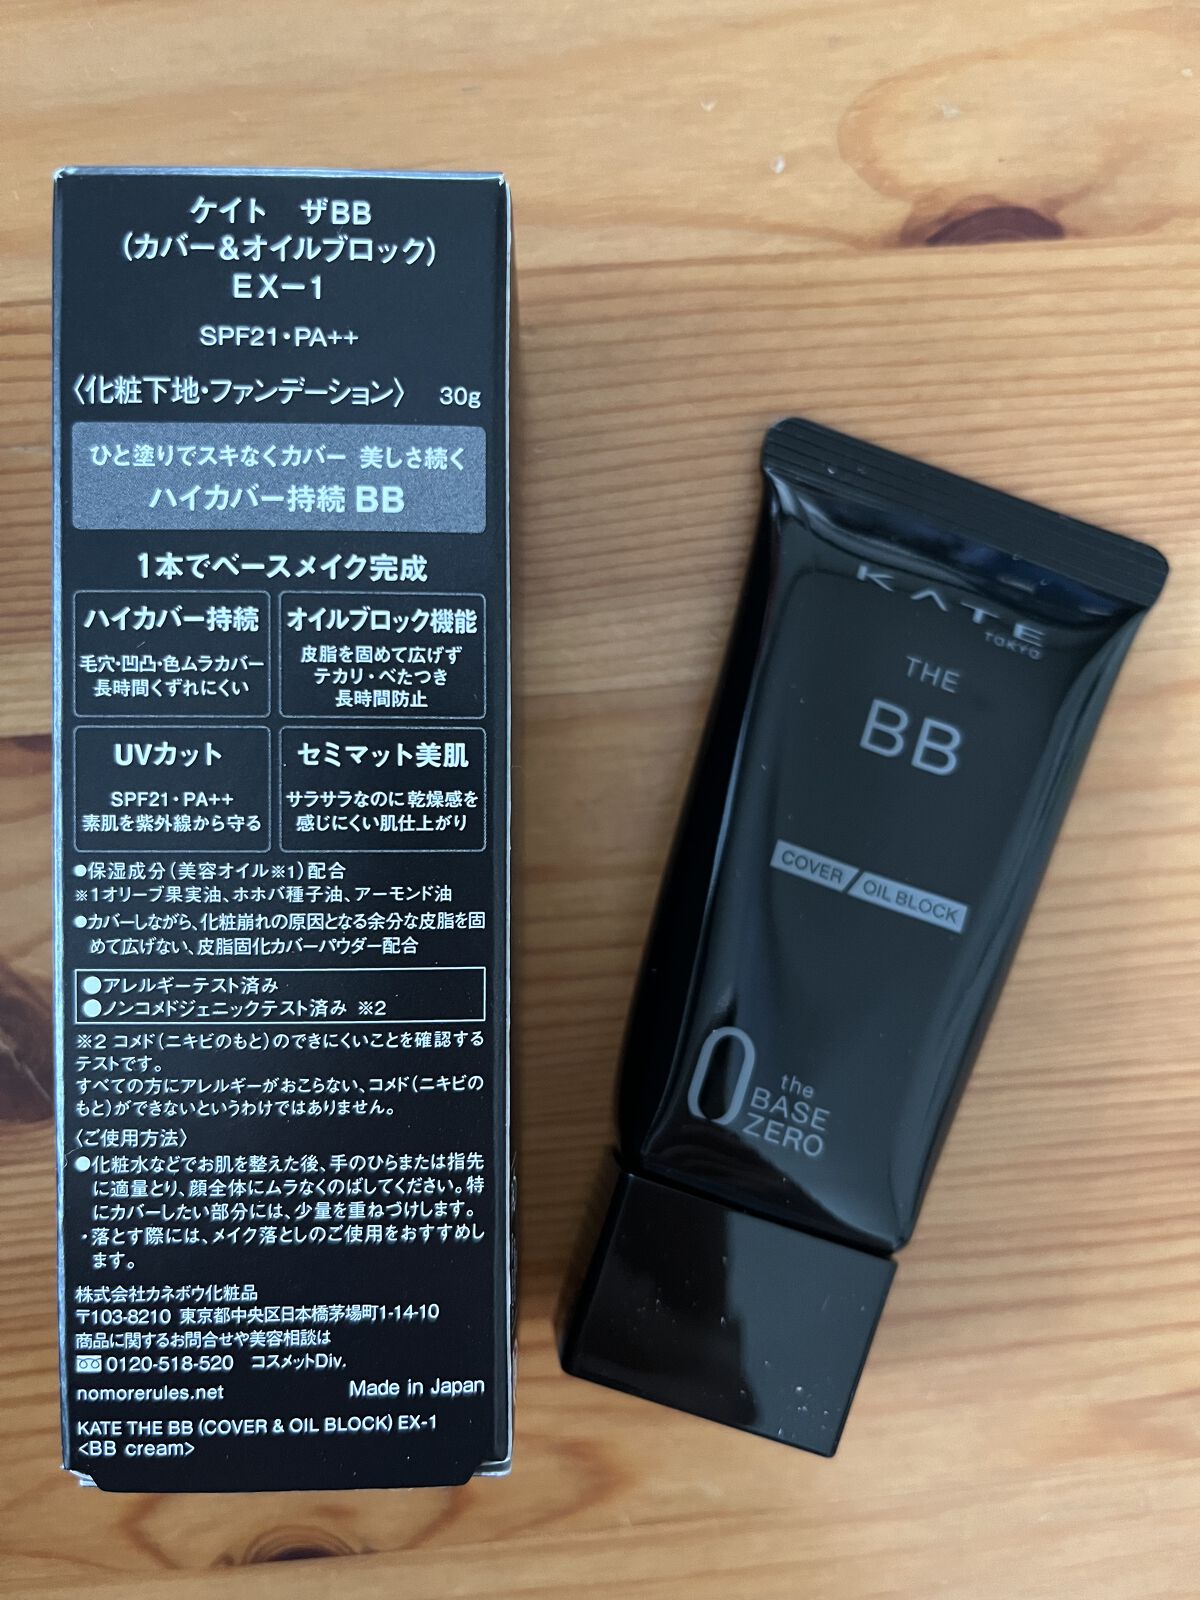 ケイト ザBB
(カバー&オイルブロック)
EX-1
SPF21・PA++
〈化粧下地・ファンデーション〉 30g
ひと塗りでスキなくカバー 美しさ続く
ハイカバー持続 BB
1本でベースメイク完成
ハイカバー持続
毛穴・凹凸・色ムラカバー
長時間くずれにくい
オイルブロック機能
皮脂を固めて広げず
テカリ・べたつき
長時間防止
UVカット
SPF21・PA++
素肌を紫外線から守る
セミマット美肌
サラサラなのに乾燥感を
感じにくい肌仕上がり
●保湿成分(美容オイル※1)配合
※1オリーブ果実油、ホホバ種子油、アーモンド油
●カバーしながら、化粧崩れの原因となる余分な皮脂を固
めて広げない、皮脂固化カバーパウダー配合
●アレルギーテスト済み
●ノンコメドジェニックテスト済み ※2
※2 コメド(ニキビのもと)のできにくいことを確認する
テストです。
すべての方にアレルギーがおこらない、コメド(ニキビの
もと)ができないというわけではありません。
〈ご使用方法〉
●化粧水などでお肌を整えた後、手のひらまたは指先
に適量とり、顔全体にムラなくのばしてください。特
にカバーしたい部分には、少量を重ねづけします。
・落とす際には、メイク落としのご使用をおすすめし
ます。
株式会社カネボウ化粧品
〒103-8210 東京都中央区日本橋茅場町1-14-10
商品に関するお問合せや美容相談は
0120-518-520 コスメットDiv.
nomorerules.net Made in Japan
KATE THE BB (COVER & OIL BLOCK) EX-1
<BB cream>
KATE
TOKYO
THE
BB
COVER / OIL BLOCK
0 the
BASE
ZERO